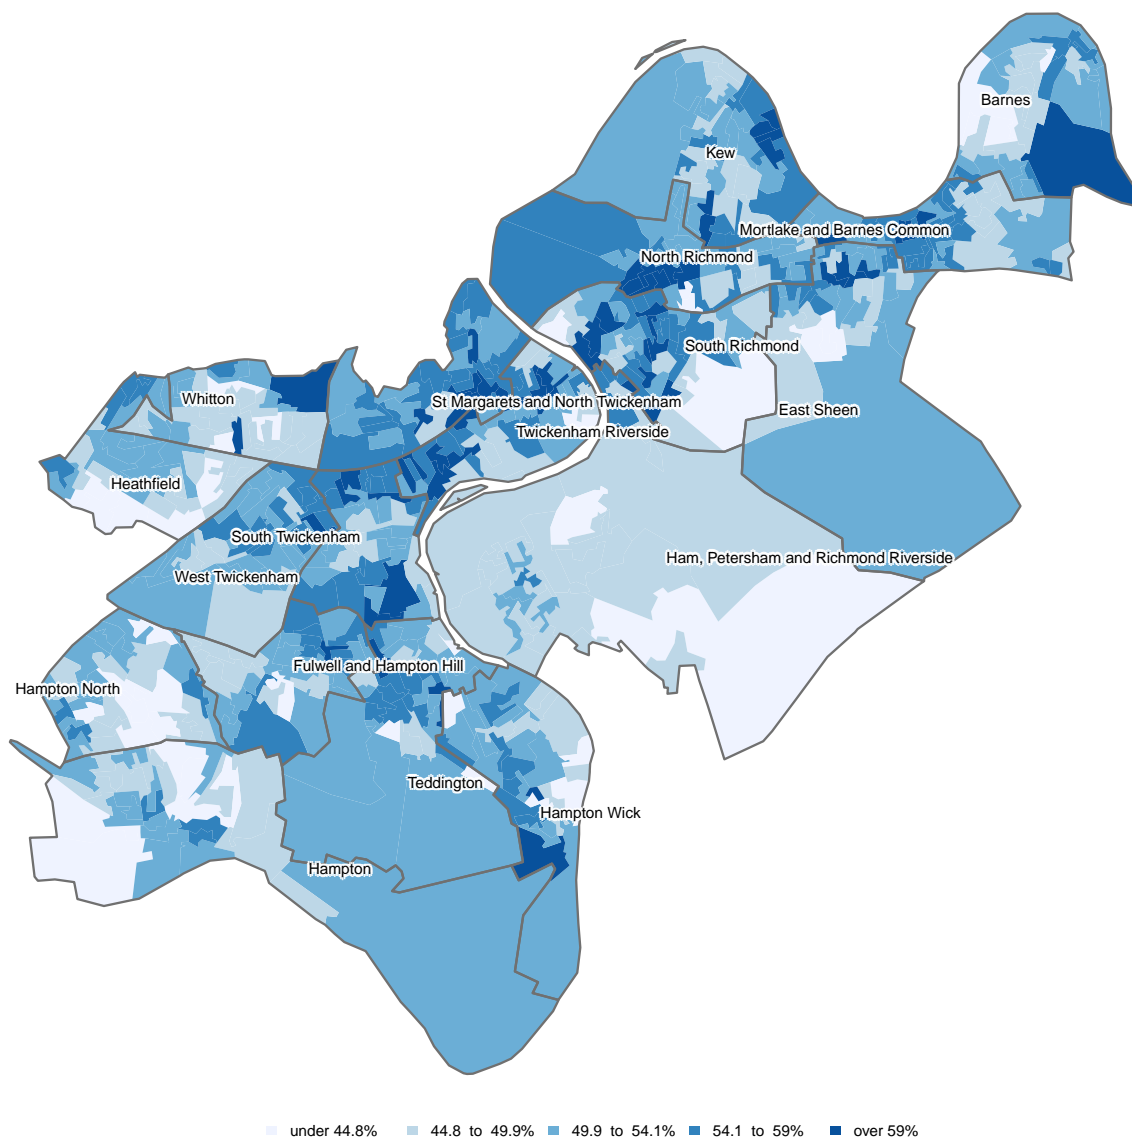 Barnes
Kew
Mortlake and Barnes Common
North Richmond
South Richmond
Whitton
St Margarets and North Twickenham
East Sheen
Twickenham Riverside
Heathfield
South Twickenham
Ham, Petersham and Richmond Riverside
West Twickenham
Fulwell and Hampton Hill
Hampton North
Teddington
Hampton Wick
Hampton
under 44.8% 44.8 to 49.9% 49.9 to 54.1% 54.1 to 59% over 59%